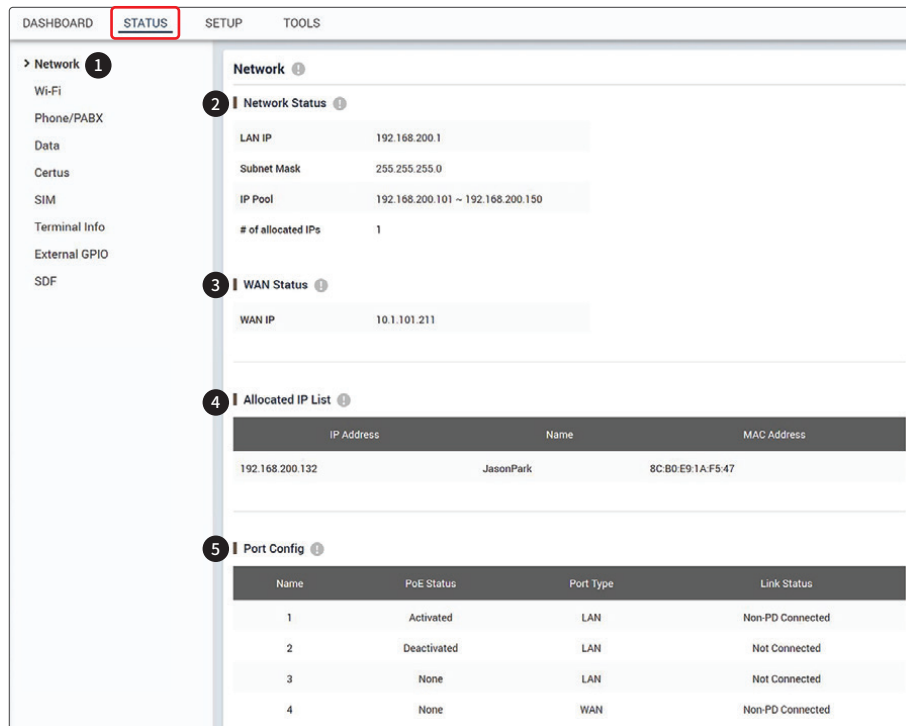 DASHBOARD STATUS SETUP TOOLS
Network 1
Wi-Fi
Phone/PABX
Data
Certus
SIM
Terminal Info
External GPIO
SDF
Network
2 Network Status
LAN IP 192.168.200.1
Subnet Mask 255.255.255.0
IP Pool 192.168.200.101 ~ 192.168.200.150
# of allocated IPs 1
3 WAN Status
WAN IP 10.1.101.211
4 Allocated IP List
IP Address Name MAC Address
192.168.200.132 JasonPark 8C:B0:E9:1A:F5:47
5 Port Config
Name PoE Status Port Type Link Status
1 Activated LAN Non-PD Connected
2 Deactivated LAN Not Connected
3 None LAN Not Connected
4 None WAN Non-PD Connected